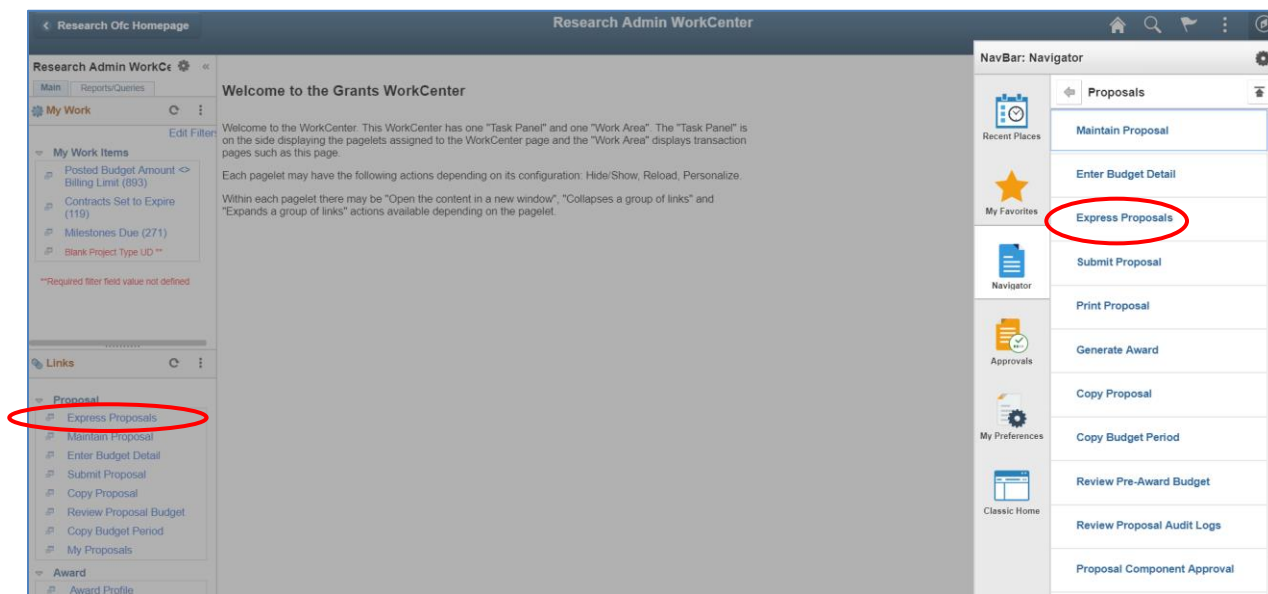 Research Ofc Homepage
Research Admin WorkCenter
Research Admin WorkCe
Main
Reports/Queries
My Work
Edit Filter
My Work Items
Posted Budget Amount <>
Billing Limit (893)
Contracts Set to Expire
(119)
Milestones Due (271)
Blank Project Type UD **
**Required filter field value not defined
Links
Proposal
Express Proposals
Maintain Proposal
Enter Budget Detail
Submit Proposal
Copy Proposal
Review Proposal Budget
Copy Budget Period
My Proposals
Award
Award Profile
Welcome to the Grants WorkCenter
Welcome to the WorkCenter. This WorkCenter has one "Task Panel" and one "Work Area". The "Task Panel" is
on the side displaying the pagelets assigned to the WorkCenter page and the "Work Area" displays transaction
pages such as this page.
Each pagelet may have the following actions depending on its configuration: Hide/Show, Reload, Personalize.
Within each pagelet there may be "Open the content in a new window", "Collapses a group of links" and
"Expands a group of links" actions available depending on the pagelet.
NavBar: Navigator
Recent Places
My Favorites
Navigator
Approvals
My Preferences
Classic Home
Proposals
Maintain Proposal
Enter Budget Detail
Express Proposals
Submit Proposal
Print Proposal
Generate Award
Copy Proposal
Copy Budget Period
Review Pre-Award Budget
Review Proposal Audit Logs
Proposal Component Approval